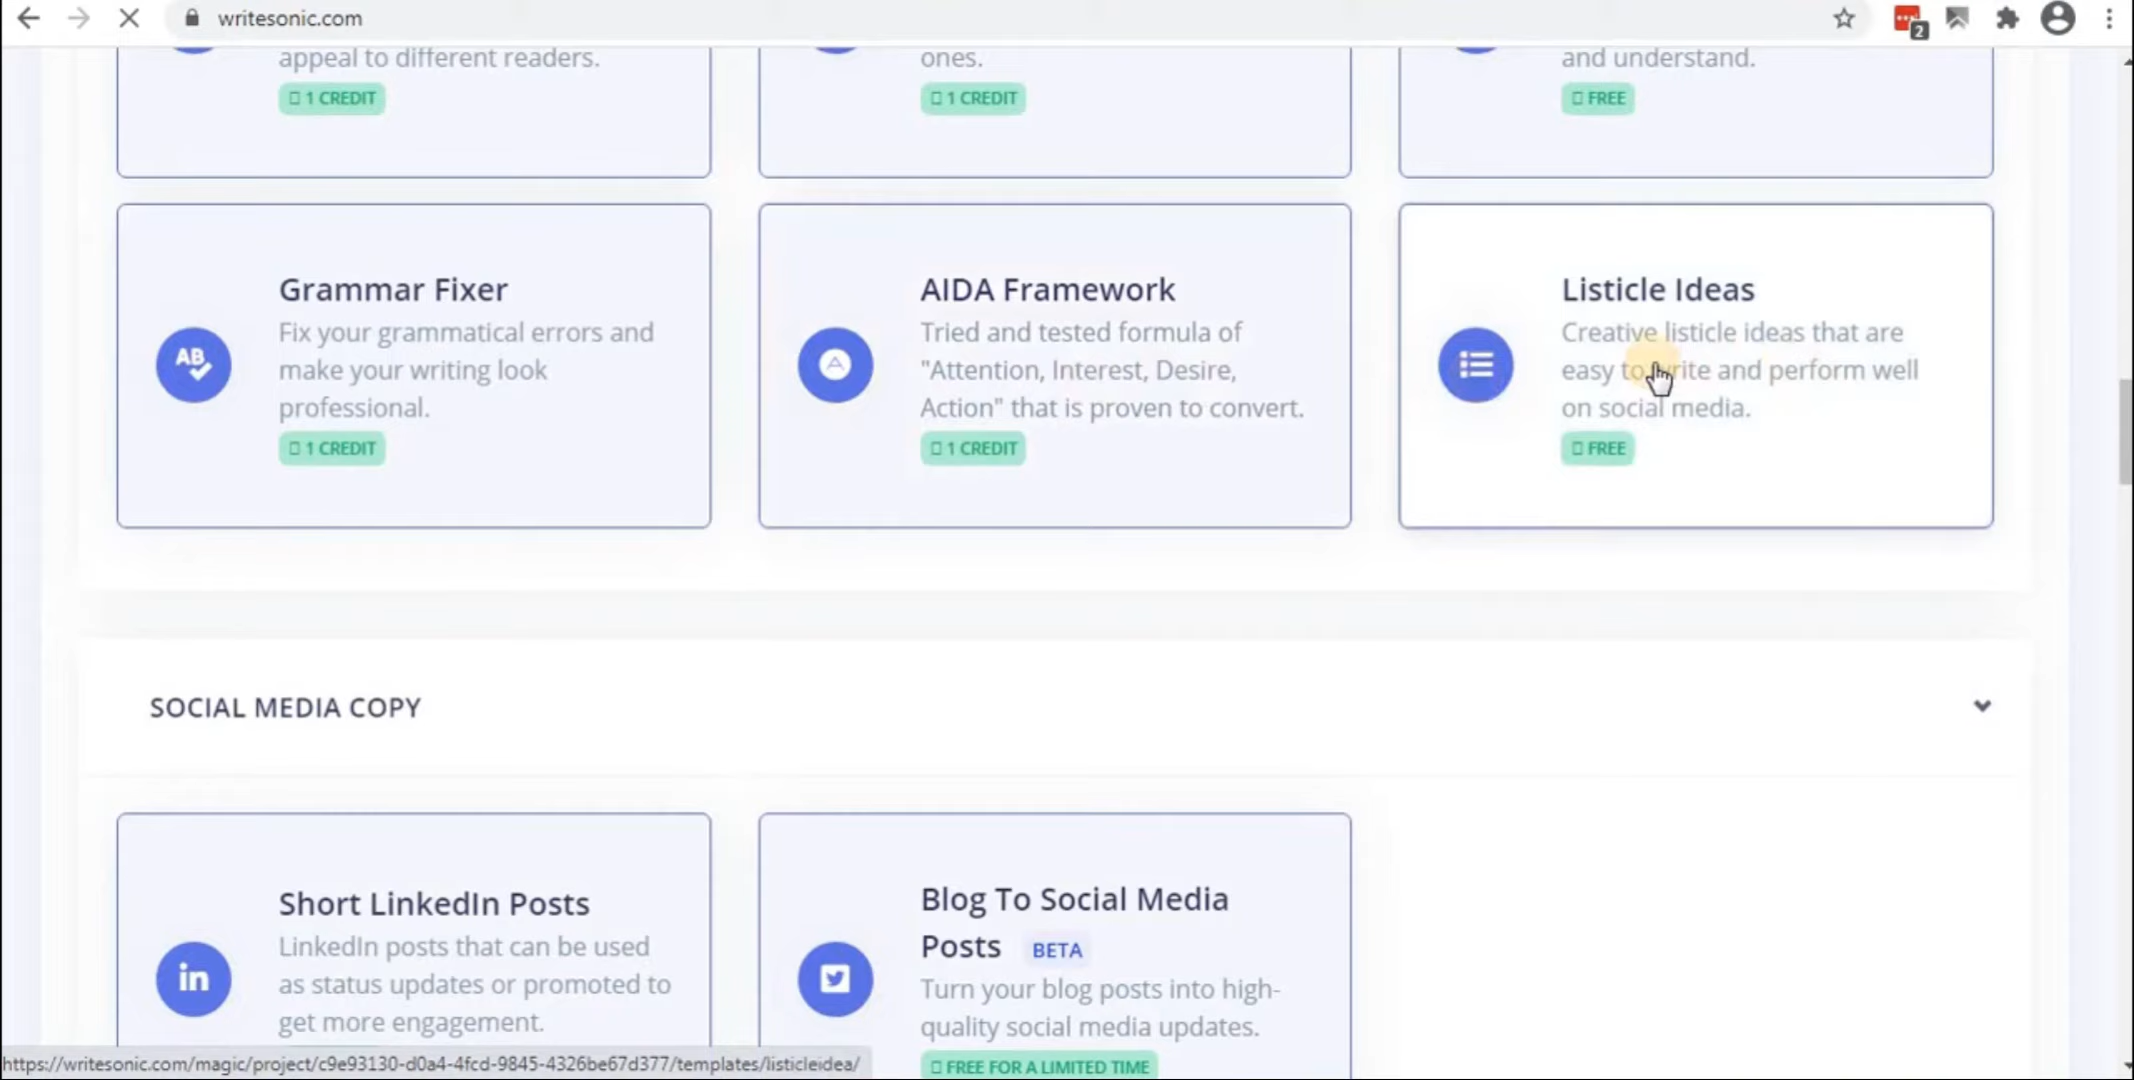 writesonic.com
2
appeal to different readers.
1 CREDIT
ones.
1 CREDIT
and understand.
FREE
Grammar Fixer
Fix your grammatical errors and
make your writing look
professional.
1 CREDIT
AIDA Framework
Tried and tested formula of
"Attention, Interest, Desire,
Action" that is proven to convert.
1 CREDIT
Listicle Ideas
Creative listicle ideas that are
easy to write and perform well
on social media.
FREE
SOCIAL MEDIA COPY
Short LinkedIn Posts
LinkedIn posts that can be used
as status updates or promoted to
get more engagement.
Blog To Social Media
Posts BETA
Turn your blog posts into high-
quality social media updates.
FREE FOR A LIMITED TIME
https://writesonic.com/magic/project/c9e93130-d0a4-4fcd-9845-4326be67d377/templates/listicleidea/